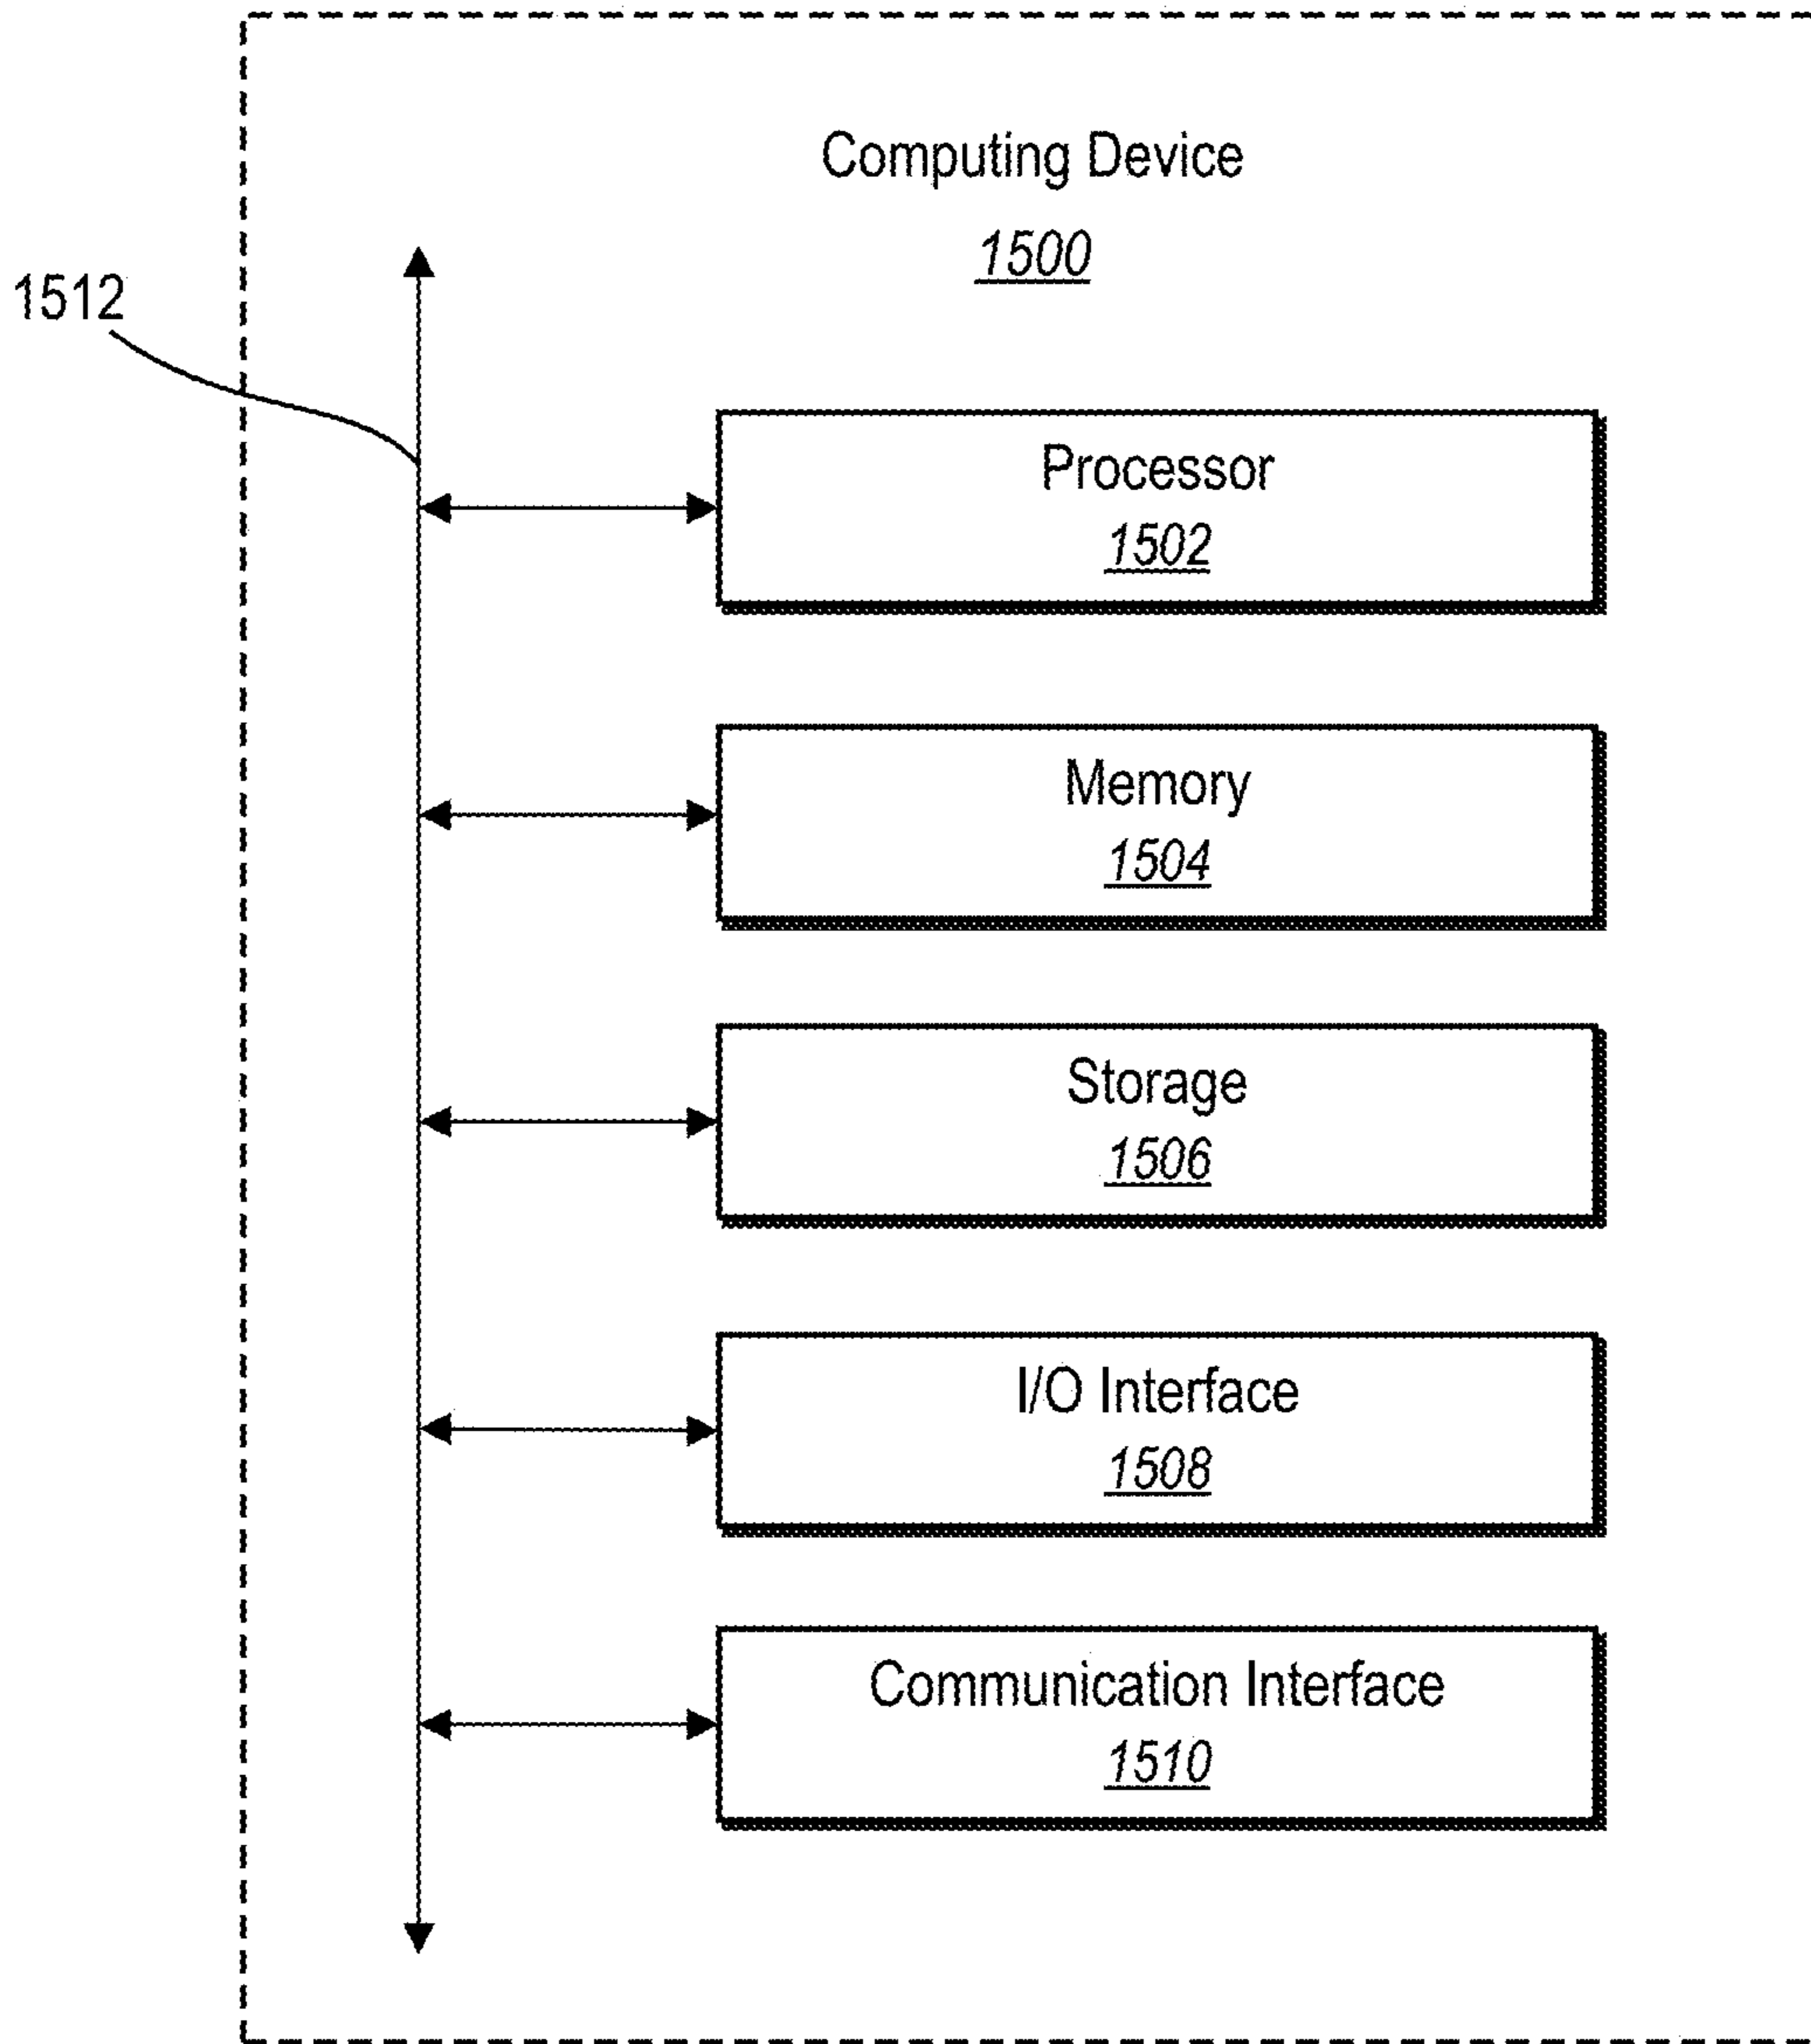 Computing Device
1500
1512
Processor
1502
Memory
1504
Storage
1506
I/O Interface
1508
Communication Interface
1510